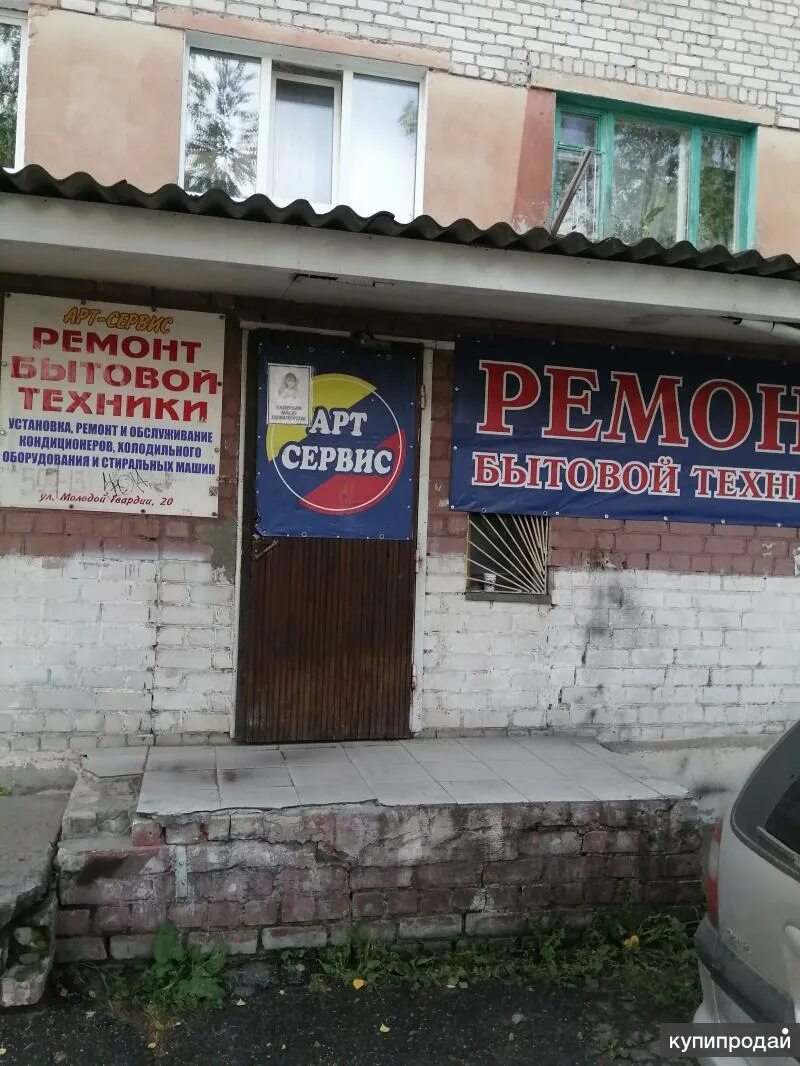 АРТ-СЕРВИС
РЕМОНТ
БЫТОВОЙ
ТЕХНИКИ
УСТАНОВКА, РЕМОНТ И ОБСЛУЖИВАНИЕ
КОНДИЦИОНЕРОВ, ХОЛОДИЛЬНОГО
ОБОРУДОВАНИЯ И СТИРАЛЬНЫХ МАШИН
ул. Молодой Гвардии, 20
АРТ
СЕРВИС
РЕМОН
БЫТОВОЙ ТЕХНИ
купипродай